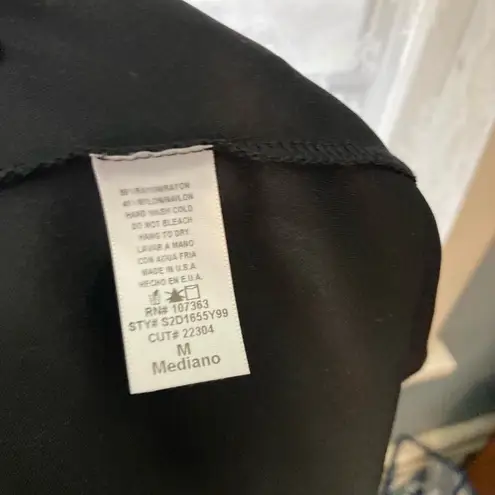 HAND WASH COLD
DO NOT BLEACH
HANG TO DRY
LAVAR A MANO
CON AQUA FRIA
MADE IN U.S.A.
HECHO EN E.U.A.
RN# 107363
STY# S2D1655Y99
CUT# 22304
M
Mediano